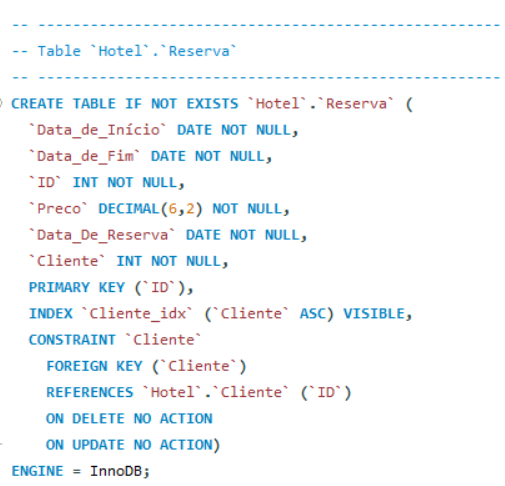 -- -----------------------------------------------------
-- Table `Hotel`.`Reserva`
-- -----------------------------------------------------
CREATE TABLE IF NOT EXISTS `Hotel`.`Reserva` (
  `Data_de_Início` DATE NOT NULL,
  `Data_de_Fim` DATE NOT NULL,
  `ID` INT NOT NULL,
  `Preco` DECIMAL(6,2) NOT NULL,
  `Data_De_Reserva` DATE NOT NULL,
  `Cliente` INT NOT NULL,
  PRIMARY KEY (`ID`),
  INDEX `Cliente_idx` (`Cliente` ASC) VISIBLE,
  CONSTRAINT `Cliente`
    FOREIGN KEY (`Cliente`)
    REFERENCES `Hotel`.`Cliente` (`ID`)
    ON DELETE NO ACTION
    ON UPDATE NO ACTION)
ENGINE = InnoDB;